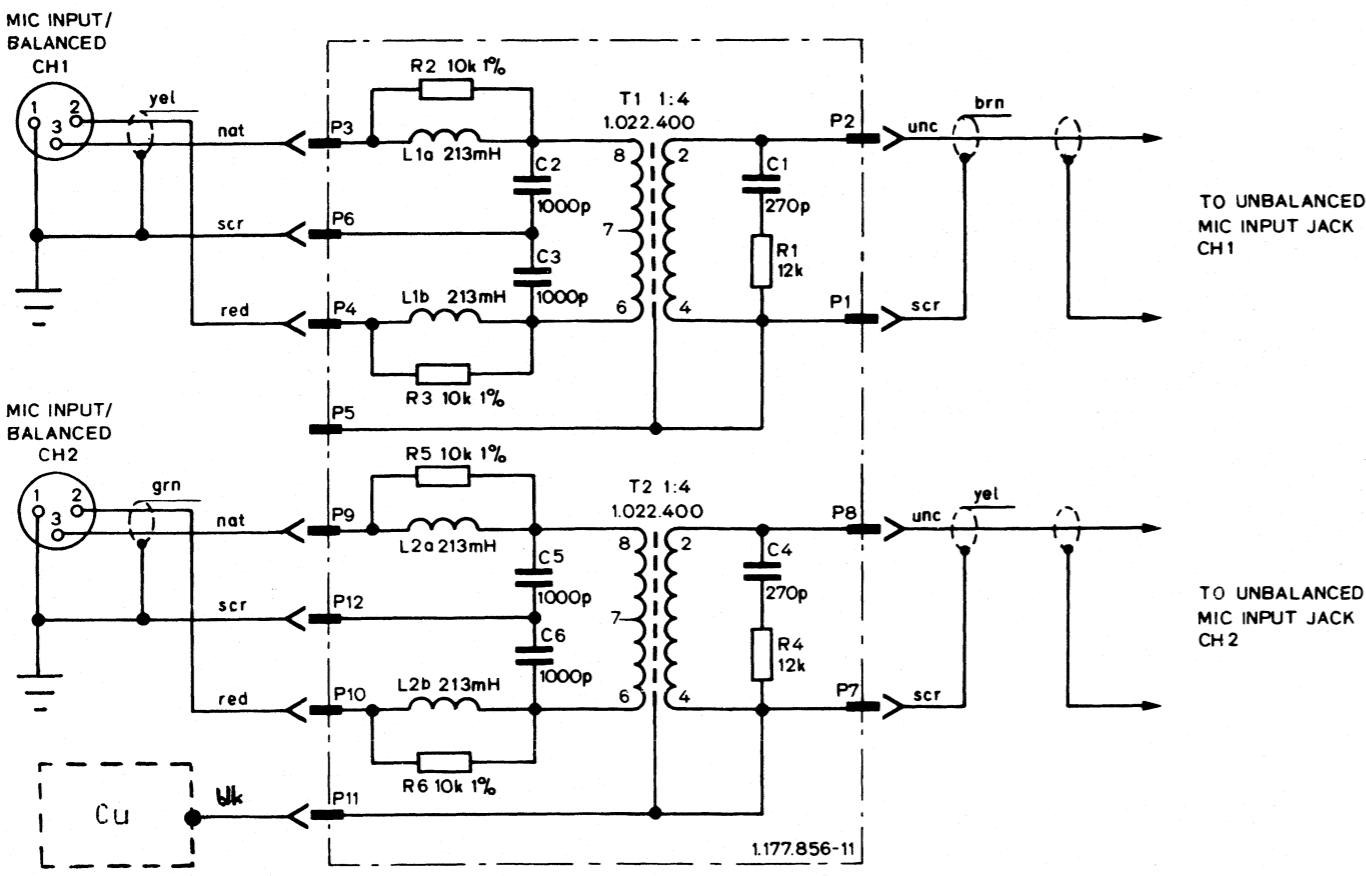 MIC INPUT/
BALANCED
CH1
1 2
3
yel
nat
scr
red
P3
P6
P4
P5
R2 10k 1%
L1a 213mH
C2
1000p
C3
1000p
L1b 213mH
R3 10k 1%
T1 1:4
1.022.400
8 2
7
6 4
C1
270p
R1
12k
P2
P1
unc
scr
brn
TO UNBALANCED
MIC INPUT JACK
CH1
MIC INPUT/
BALANCED
CH2
1 2
3
grn
nat
scr
red
P9
P12
P10
P11
R5 10k 1%
L2a 213mH
C5
1000p
C6
1000p
L2b 213mH
R6 10k 1%
T2 1:4
1.022.400
8 2
7
6 4
C4
270p
R4
12k
P8
P7
unc
scr
yel
TO UNBALANCED
MIC INPUT JACK
CH2
Cu
blk
1.177.856-11